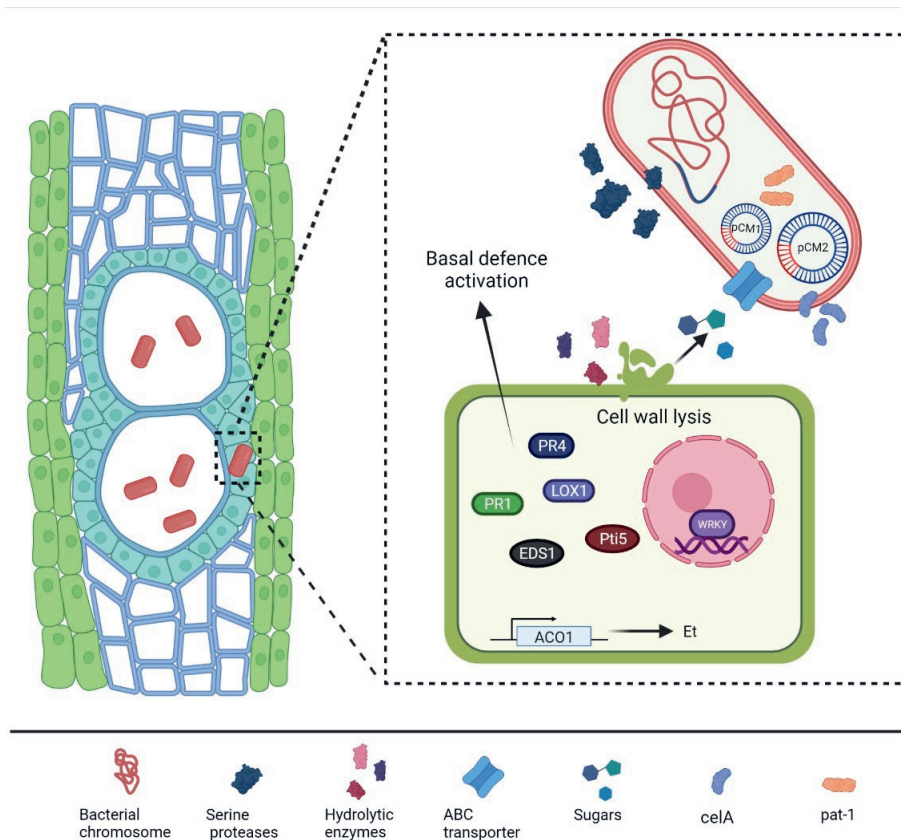 pCM1
pCM2
Basal defence
activation
Cell wall lysis
PR4
LOX1
PR1
WRKY
Pti5
EDS1
ACO1
Et
Bacterial
chromosome
Serine
proteases
Hydrolytic
enzymes
ABC
transporter
Sugars
celA
pat-1